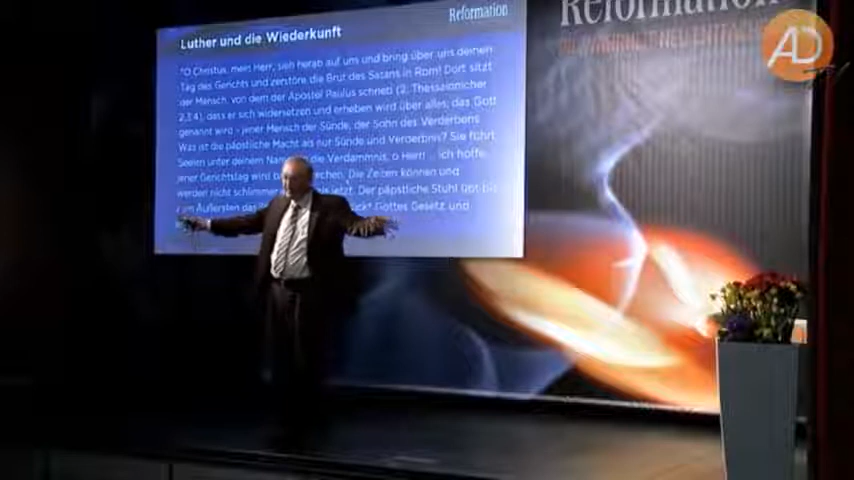 Reformation
Luther und die Wiederkunft
"O Christus, mein Herr, sieh herab auf uns und bring über uns deinen
Tag des Gerichts und zerstöre die Brut des Satans in Rom! Dort sitzt
der Mensch, von dem der Apostel Paulus schrieb (2. Thessalonicher
2,3.4), dass er sich widersetzen und erheben wird über alles, das Gott
genannt wird - jener Mensch der Sünde, der Sohn des Verderbens
Was ist die päpstliche Macht als nur Sünde und Verderbnis? Sie führt
Seelen unter deinem die Verdammnis, o Herr! ... ich hoffe,
jener Gerichtstag wird Die Zeiten können und
werden nicht schlimmer jetzt. Der päpstliche Stuhl übt bis
zum Äußersten das Gottes Gesetz und
Reformation
AD